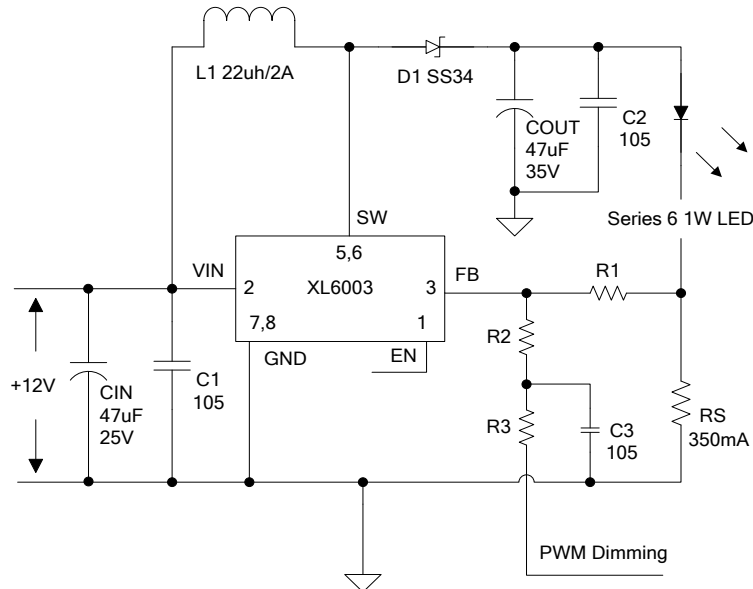 L1 22uh/2A
D1 SS34
COUT
47uF
35V
C2
105
Series 6 1W LED
SW
5,6
VIN
2
XL6003
3
FB
7,8
1
GND
EN
R1
R2
+12V
CIN
47uF
25V
C1
105
R3
C3
105
RS
350mA
PWM Dimming